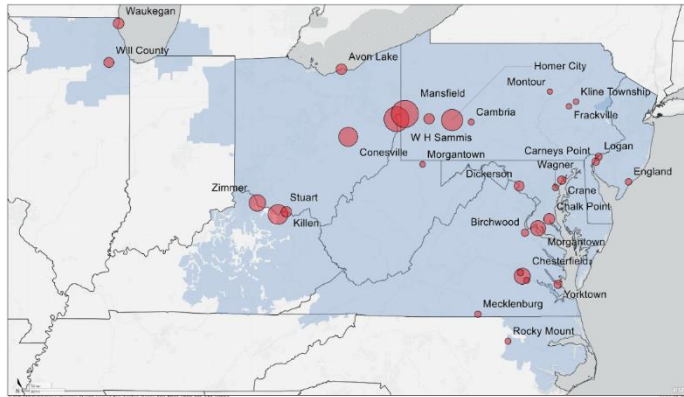 Waukegan
Will County
Avon Lake
Homer City
Mansfield
Montour
Kline Township
Cambria
Frackville
W H Sammis
Conesville
Morgantown
Carneys Point
Logan
Wagner
England
Dickerson
Crane
Zimmer
Stuart
Chalk Point
Killen
Birchwood
Morgantown
Chesterfield
Yorktown
Mecklenburg
Rocky Mount